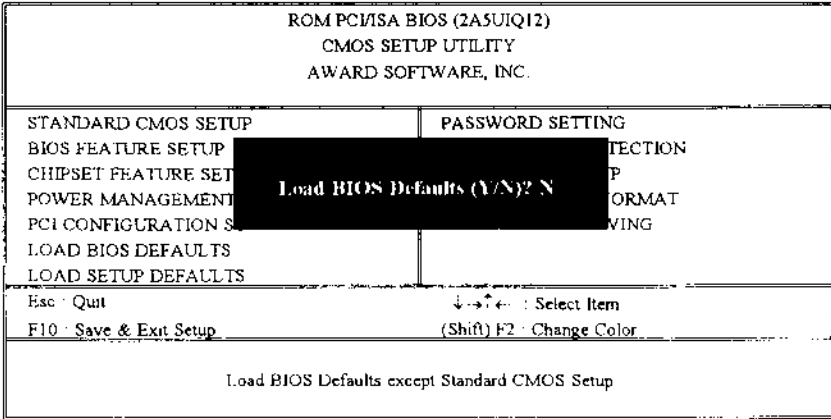 ROM PCI/ISA BIOS (2A5UIQ12)
CMOS SETUP UTILITY
AWARD SOFTWARE, INC.
STANDARD CMOS SETUP
BIOS FEATURE SETUP
CHIPSET FEATURE SET
POWER MANAGEMENT
PCI CONFIGURATION S
LOAD BIOS DEFAULTS
LOAD SETUP DEFAULTS
PASSWORD SETTING
TECTION
P
ORMAT
VING
Load BIOS Defaults (Y/N)? N
Esc : Quit
↓→↑← : Select Item
F10 : Save & Exit Setup
(Shift) F2 : Change Color
Load BIOS Defaults except Standard CMOS Setup